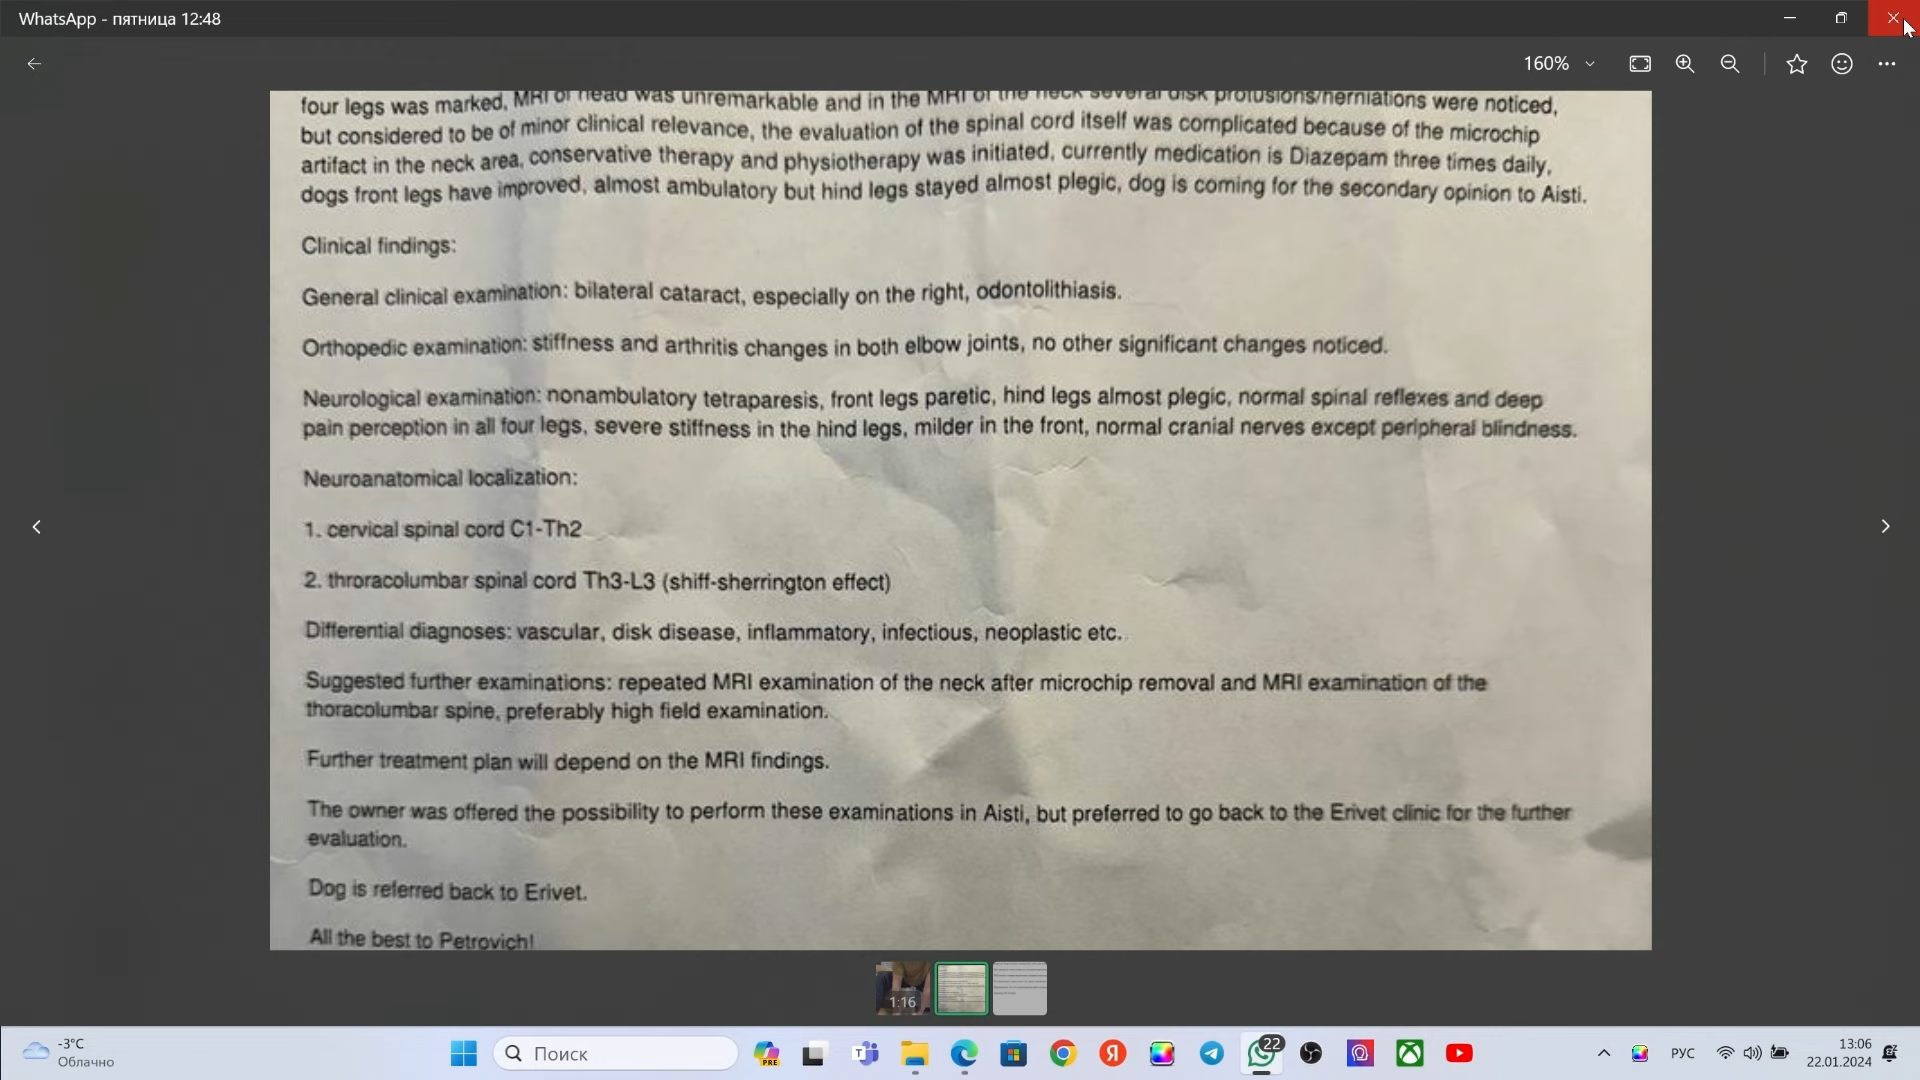 WhatsApp - пятница 12:48
160%
four legs was marked, MRI of head was unremarkable and in the MRI of the neck several disk protusions/herniations were noticed,
but considered to be of minor clinical relevance, the evaluation of the spinal cord itself was complicated because of the microchip
artifact in the neck area, conservative therapy and physiotherapy was initiated, currently medication is Diazepam three times daily,
dogs front legs have improved, almost ambulatory but hind legs stayed almost plegic, dog is coming for the secondary opinion to Aisti.
Clinical findings:
General clinical examination: bilateral cataract, especially on the right, odontolithiasis.
Orthopedic examination: stiffness and arthritis changes in both elbow joints, no other significant changes noticed.
Neurological examination: nonambulatory tetraparesis, front legs paretic, hind legs almost plegic, normal spinal reflexes and deep
pain perception in all four legs, severe stiffness in the hind legs, milder in the front, normal cranial nerves except peripheral blindness.
Neuroanatomical localization:
1. cervical spinal cord C1-Th2
2. throracolumbar spinal cord Th3-L3 (shiff-sherrington effect)
Differential diagnoses: vascular, disk disease, inflammatory, infectious, neoplastic etc.
Suggested further examinations: repeated MRI examination of the neck after microchip removal and MRI examination of the
thoracolumbar spine, preferably high field examination.
Further treatment plan will depend on the MRI findings.
The owner was offered the possibility to perform these examinations in Aisti, but preferred to go back to the Erivet clinic for the further
evaluation.
Dog is referred back to Erivet.
All the best to Petrovich!
1:16
-3°C
Облачно
Поиск
PRE
Я
22
РУС
13:06
22.01.2024